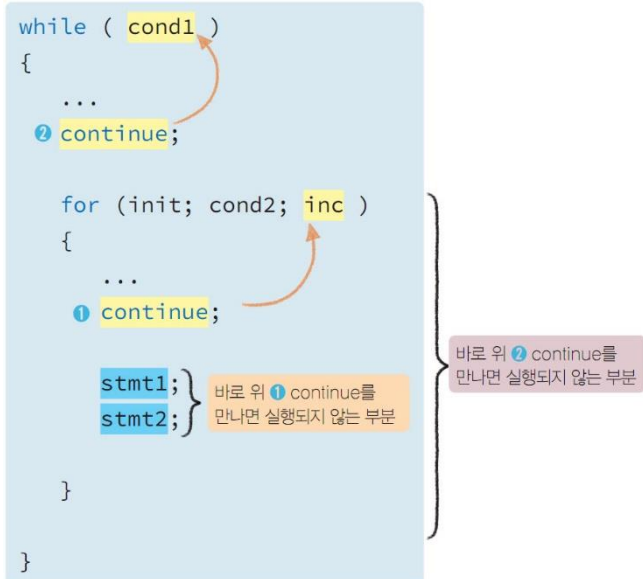 while ( cond1 )
{
...
❷ continue;
for (init; cond2; inc )
{
...
❶ continue;
stmt1;
stmt2;
바로 위 ❶ continue를
만나면 실행되지 않는 부분
}
}
바로 위 ❷ continue를
만나면 실행되지 않는 부분